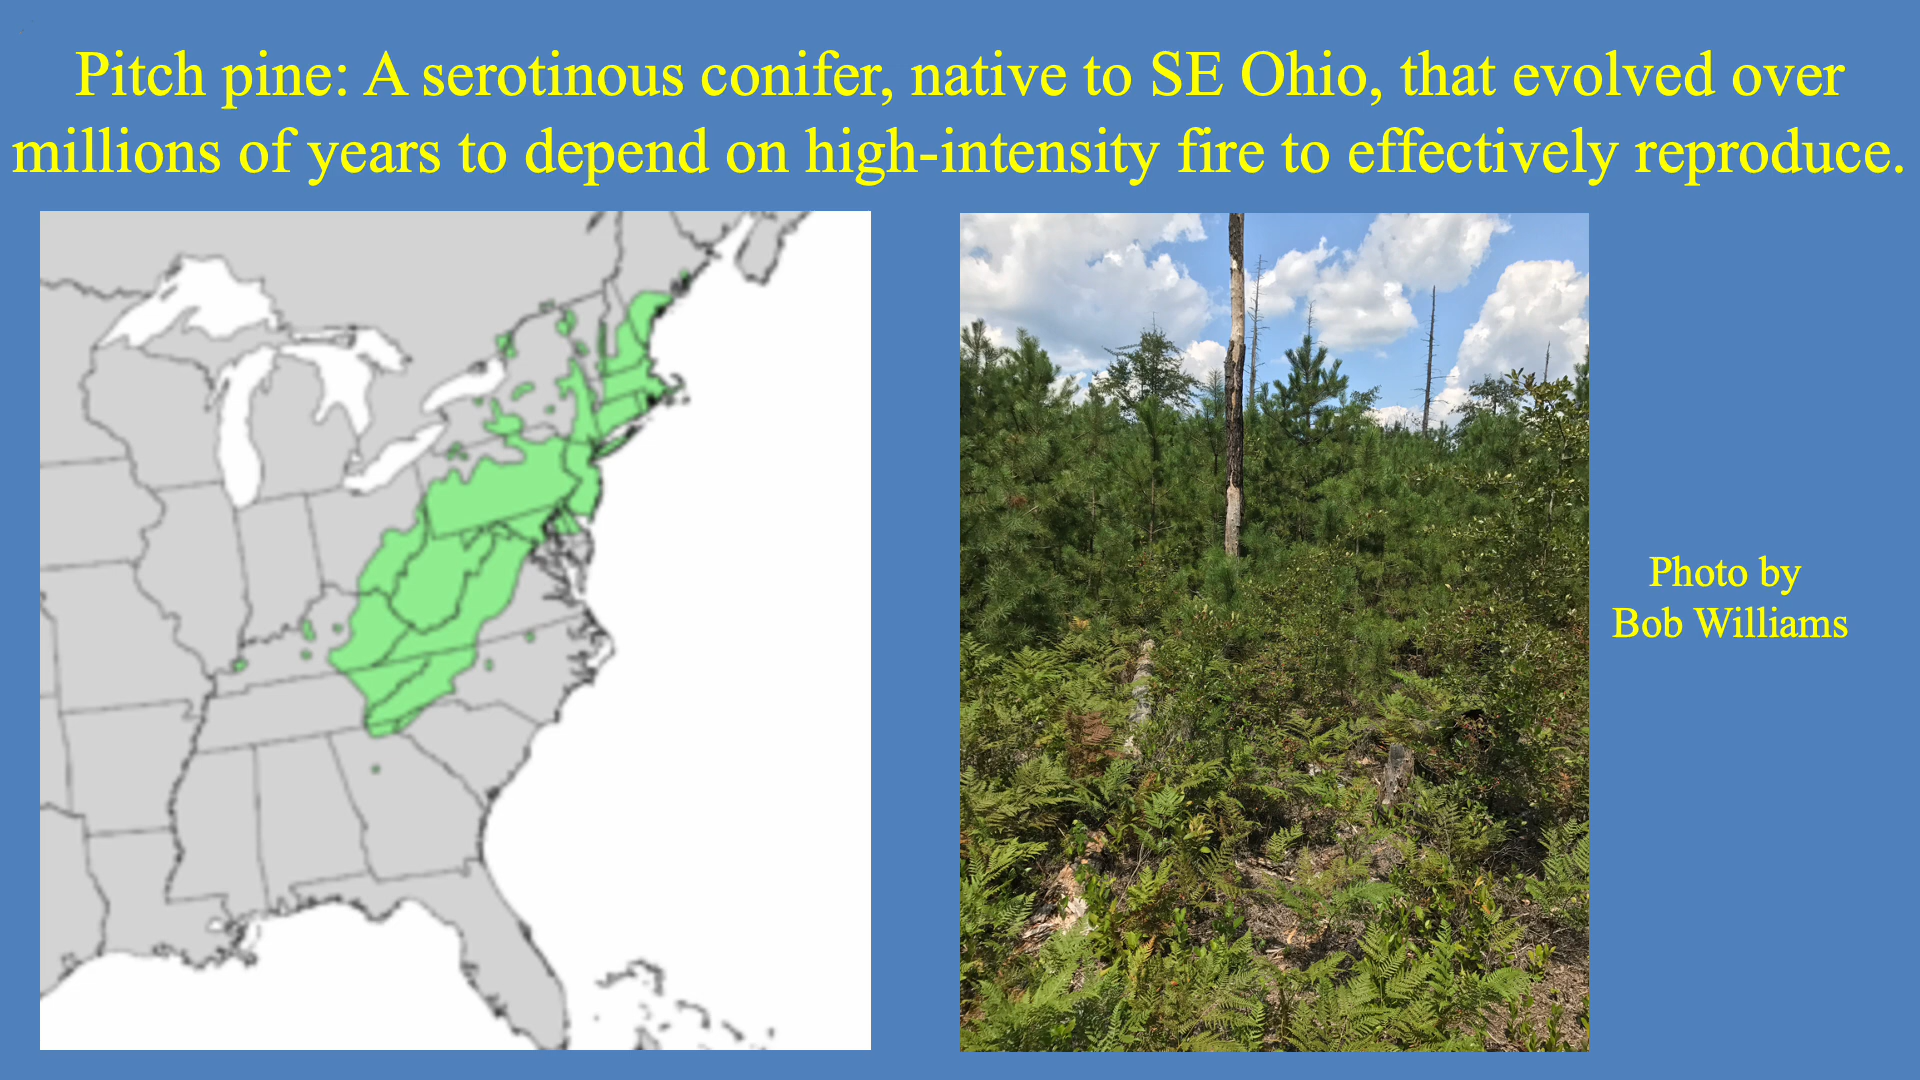 Pitch pine: A serotinous conifer, native to SE Ohio, that evolved over
millions of years to depend on high-intensity fire to effectively reproduce.
Photo by
Bob Williams